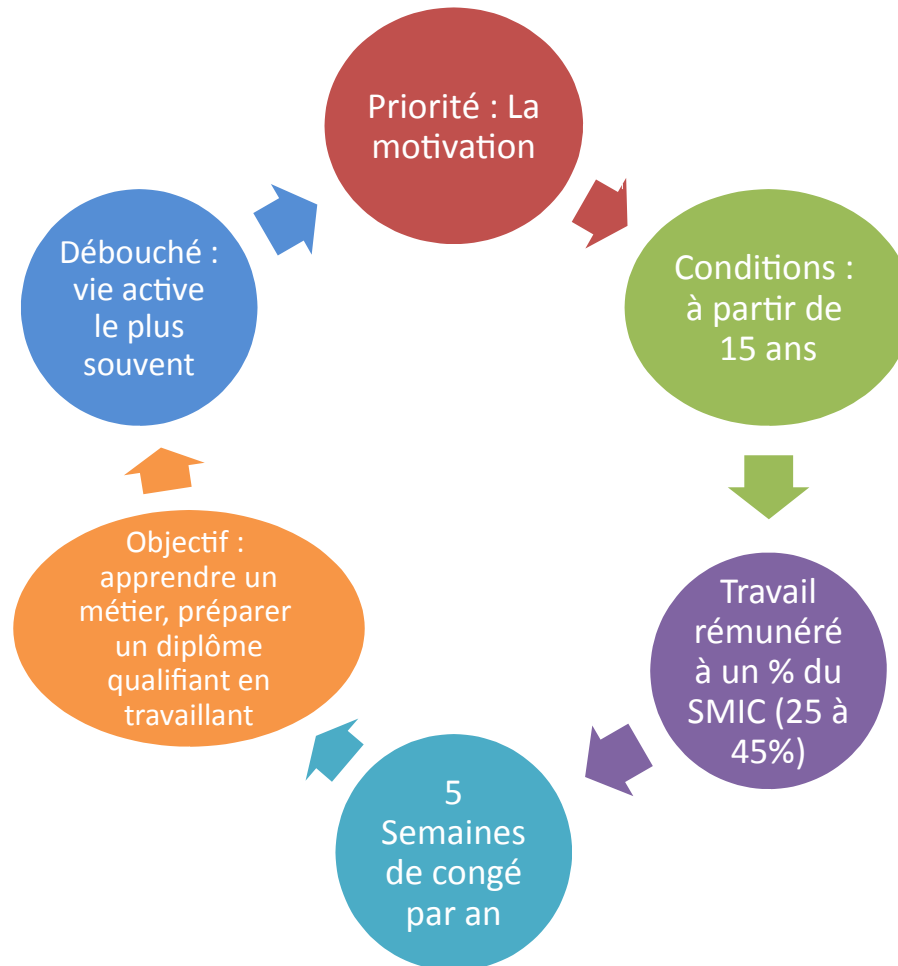 Priorité : La
motivation
Conditions :
à partir de
15 ans
Travail
rémunéré
à un % du
SMIC (25 à
45%)
5
Semaines
de congé
par an
Objectif :
apprendre un
métier, préparer
un diplôme
qualifiant en
travaillant
Débouché :
vie active
le plus
souvent